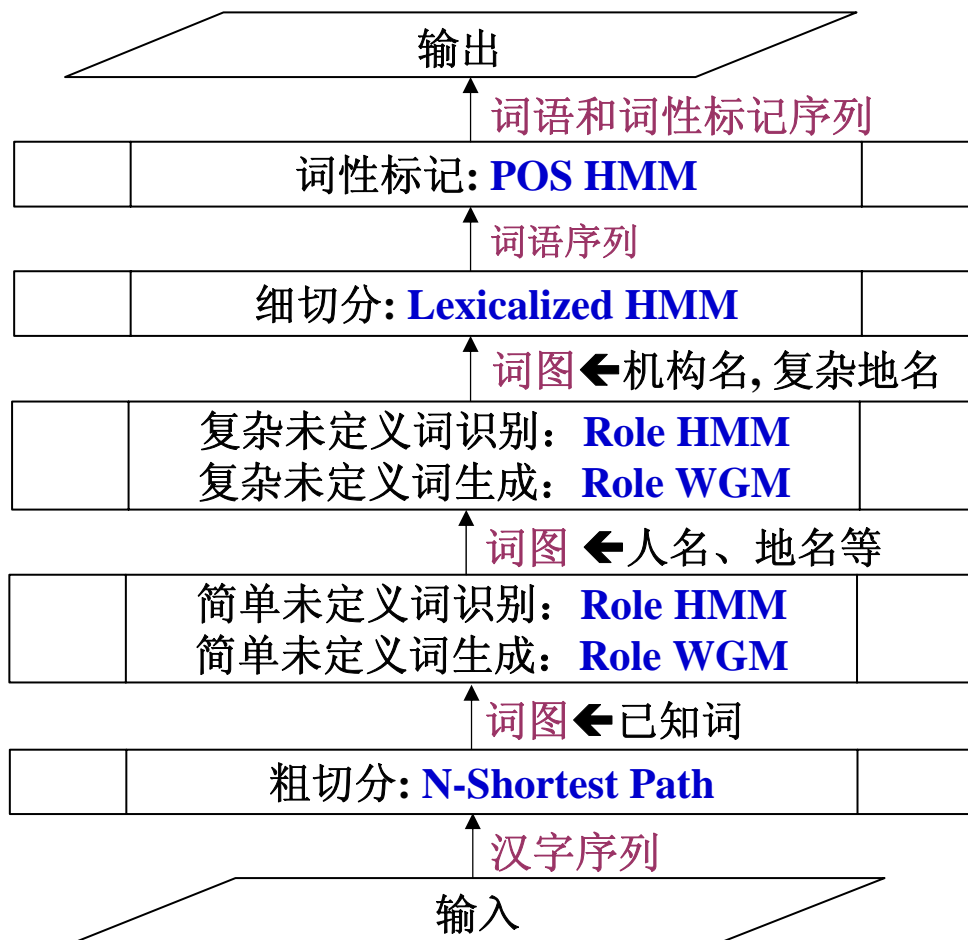 输出
词语和词性标记序列
词性标记: POS HMM
词语序列
细切分: Lexicalized HMM
词图🡸机构名, 复杂地名
复杂未定义词识别：Role HMM
复杂未定义词生成：Role WGM
词图 🡸人名、地名等
简单未定义词识别：Role HMM
简单未定义词生成：Role WGM
词图🡸已知词
粗切分: N-Shortest Path
汉字序列
输入